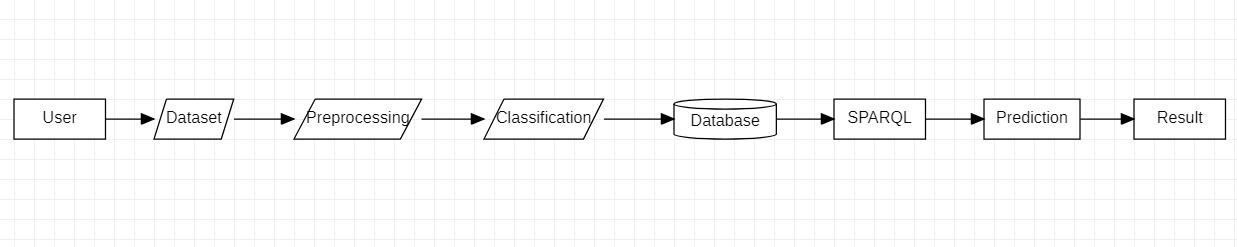 User
Dataset
Preprocessing
Classification
Database
SPARQL
Prediction
Result